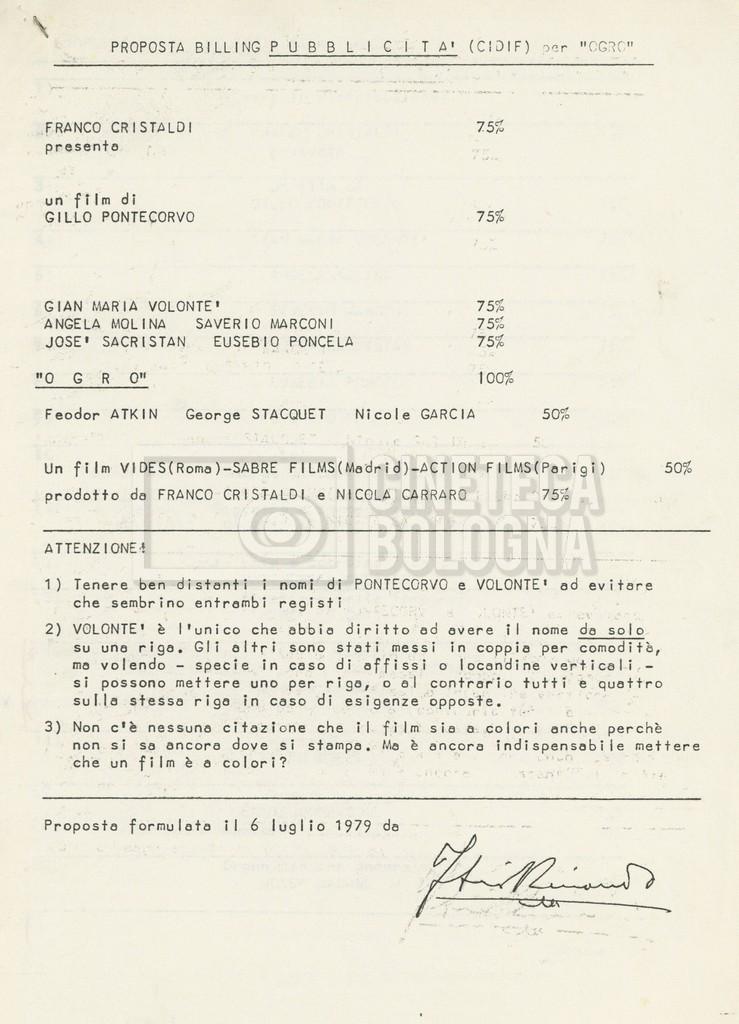 PROPOSTA BILLING P U B B L I C I T A' (CIDIF) per "OGRO"
FRANCO CRISTALDI 75%
presenta
un film di
GILLO PONTECORVO 75%
GIAN MARIA VOLONTE' 75%
ANGELA MOLINA SAVERIO MARCONI 75%
JOSE' SACRISTAN EUSEBIO PONCELA 75%
"O G R O" 100%
Feodor ATKIN George STACQUET Nicole GARCIA 50%
Un film VIDES(Roma)-SABRE FILMS(Madrid)-ACTION FILMS(Parigi) 50%
prodotto da FRANCO CRISTALDI e NICOLA CARRARO 75%
CINETECA
BOLOGNA
ATTENZIONE!
1) Tenere ben distanti i nomi di PONTECORVO e VOLONTE' ad evitare
che sembrino entrambi registi
2) VOLONTE' è l'unico che abbia diritto ad avere il nome da solo
su una riga. Gli altri sono stati messi in coppia per comodità,
ma volendo - specie in caso di affissi o locandine verticali -
si possono mettere uno per riga, o al contrario tutti e quattro
sulla stessa riga in caso di esigenze opposte.
3) Non c'è nessuna citazione che il film sia a colori anche perchè
non si sa ancora dove si stampa. Ma è ancora indispensabile mettere
che un film è a colori?
Proposta formulata il 6 luglio 1979 da